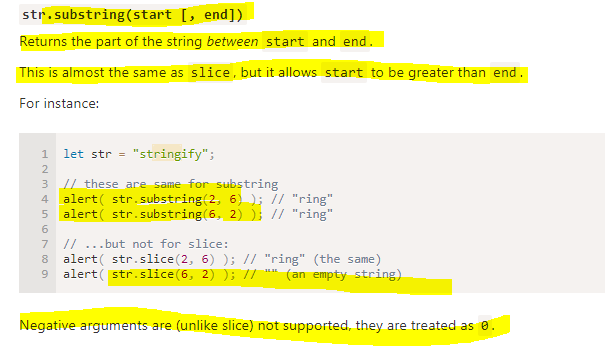 str.substring(start [, end])
Returns the part of the string between start and end.
This is almost the same as slice, but it allows start to be greater than end.
For instance:
1 let str = "stringify";
2
3 // these are same for substring
4 alert( str.substring(2, 6) ); // "ring"
5 alert( str.substring(6, 2) ); // "ring"
6
7 // ...but not for slice:
8 alert( str.slice(2, 6) ); // "ring" (the same)
9 alert( str.slice(6, 2) ); // "" (an empty string)
Negative arguments are (unlike slice) not supported, they are treated as 0.